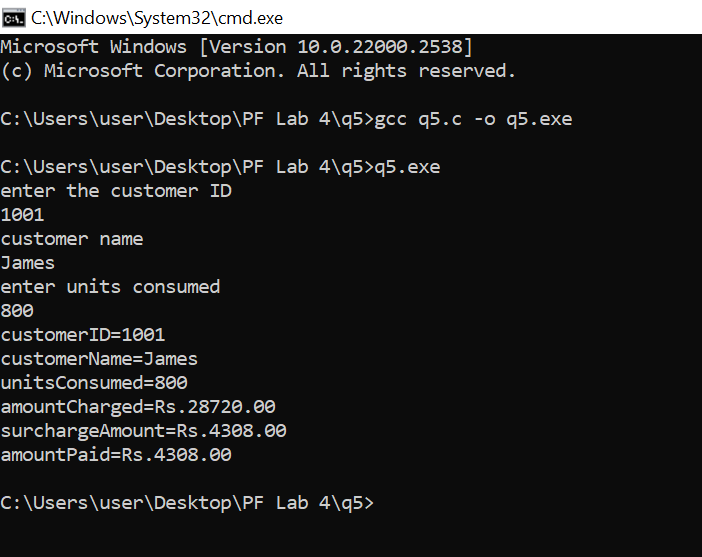 C:\Windows\System32\cmd.exe
Microsoft Windows [Version 10.0.22000.2538]
(c) Microsoft Corporation. All rights reserved.
C:\Users\user\Desktop\PF Lab 4\q5>gcc q5.c -o q5.exe
C:\Users\user\Desktop\PF Lab 4\q5>q5.exe
enter the customer ID
1001
customer name
James
enter units consumed
800
customerID=1001
customerName=James
unitsConsumed=800
amountCharged=Rs.28720.00
surchargeAmount=Rs.4308.00
amountPaid=Rs.4308.00
C:\Users\user\Desktop\PF Lab 4\q5>